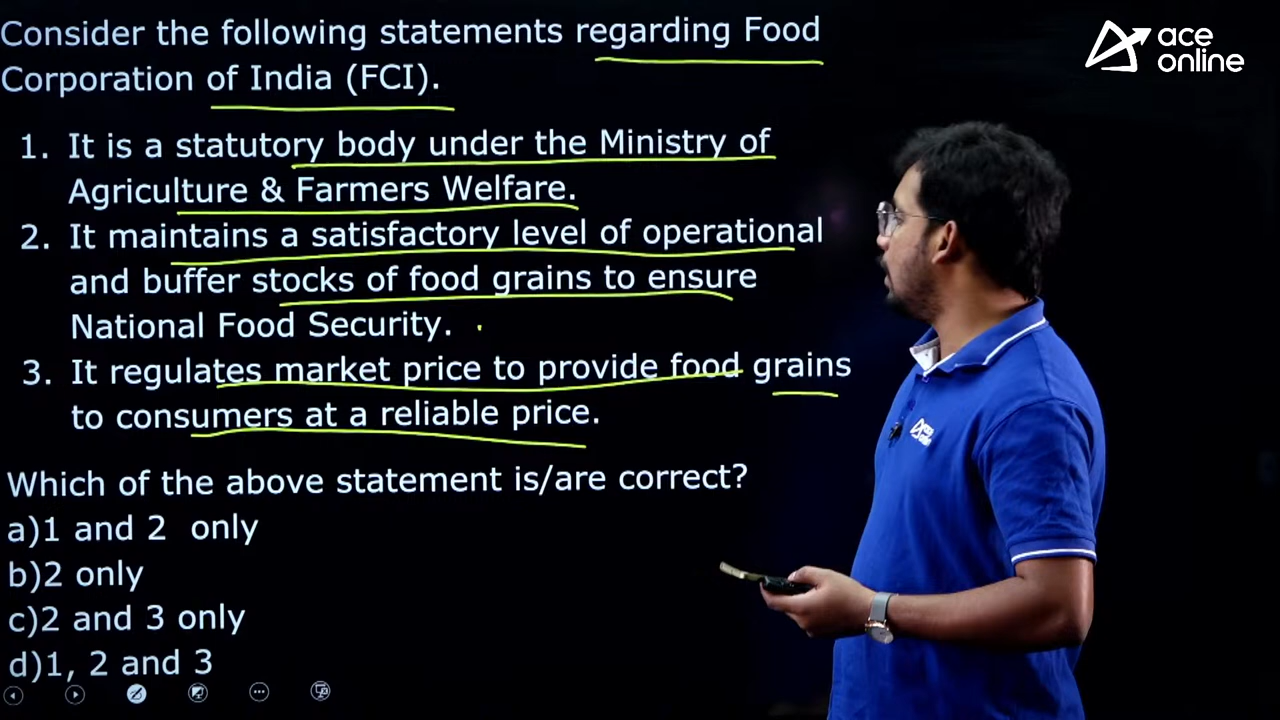 Consider the following statements regarding Food
Corporation of India (FCI).
ace
online
1. It is a statutory body under the Ministry of
Agriculture & Farmers Welfare.
2. It maintains a satisfactory level of operational
and buffer stocks of food grains to ensure
National Food Security.
3. It regulates market price to provide food grains
to consumers at a reliable price.
Which of the above statement is/are correct?
a)1 and 2 only
b)2 only
c)2 and 3 only
d)1, 2 and 3
ace
online